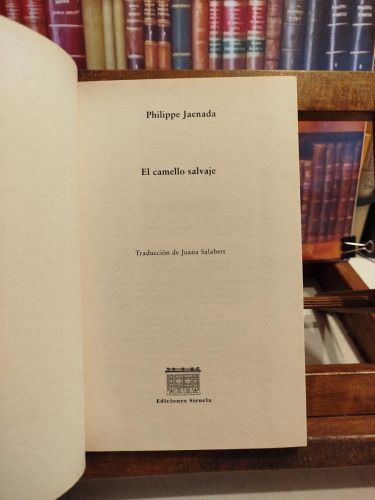 Philippe Jaenada
El camello salvaje
Traducción de Juana Salabert
Ediciones Siruela